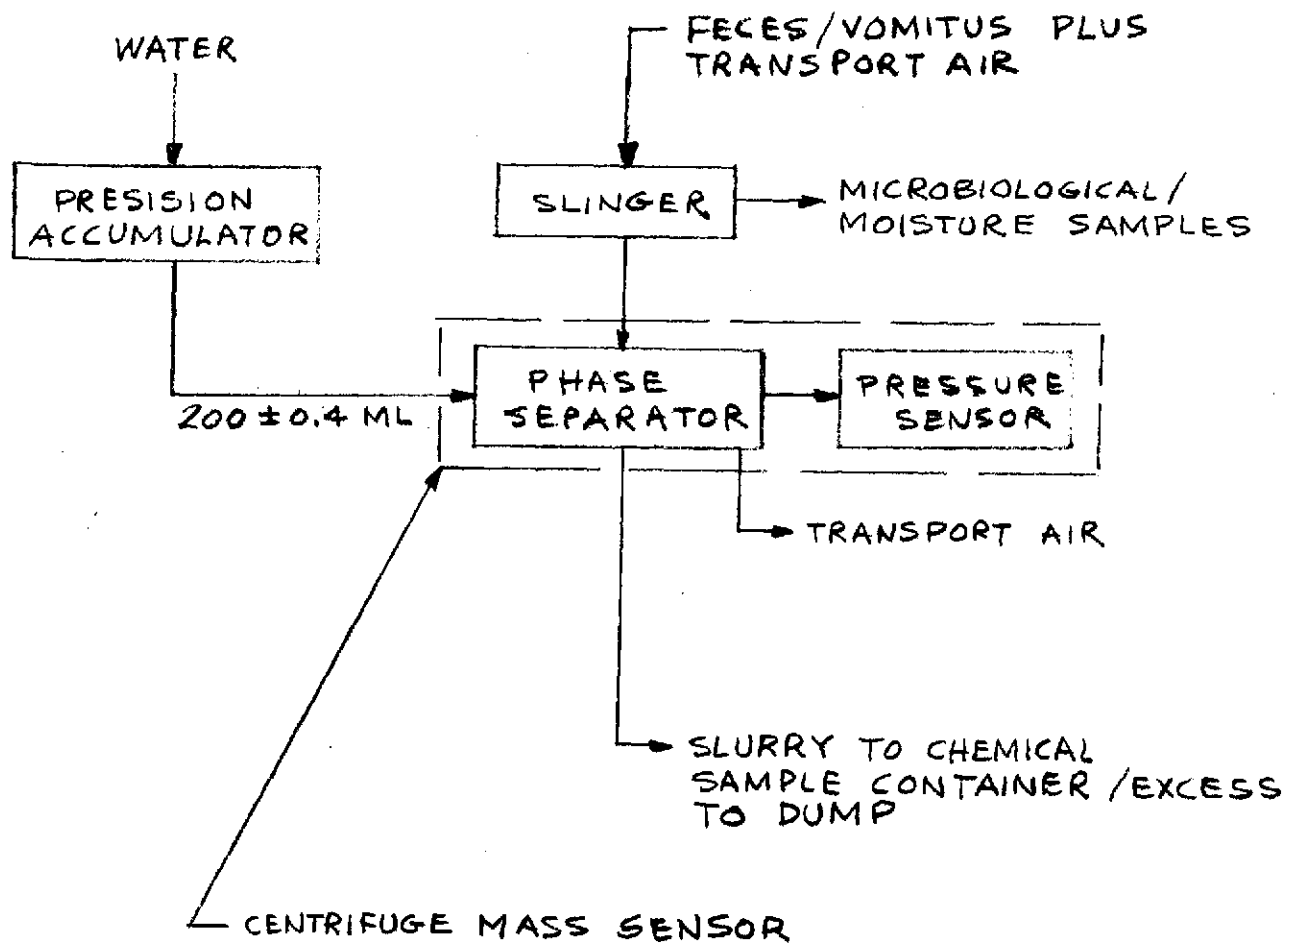 WATER
FECES/VOMITUS PLUS
TRANSPORT AIR
PRESISION
ACCUMULATOR
SLINGER
MICROBIOLOGICAL/
MOISTURE SAMPLES
PHASE
SEPARATOR
PRESSURE
SENSOR
200 ± 0.4 ML
TRANSPORT AIR
SLURRY TO CHEMICAL
SAMPLE CONTAINER/EXCESS
TO DUMP
CENTRIFUGE MASS SENSOR